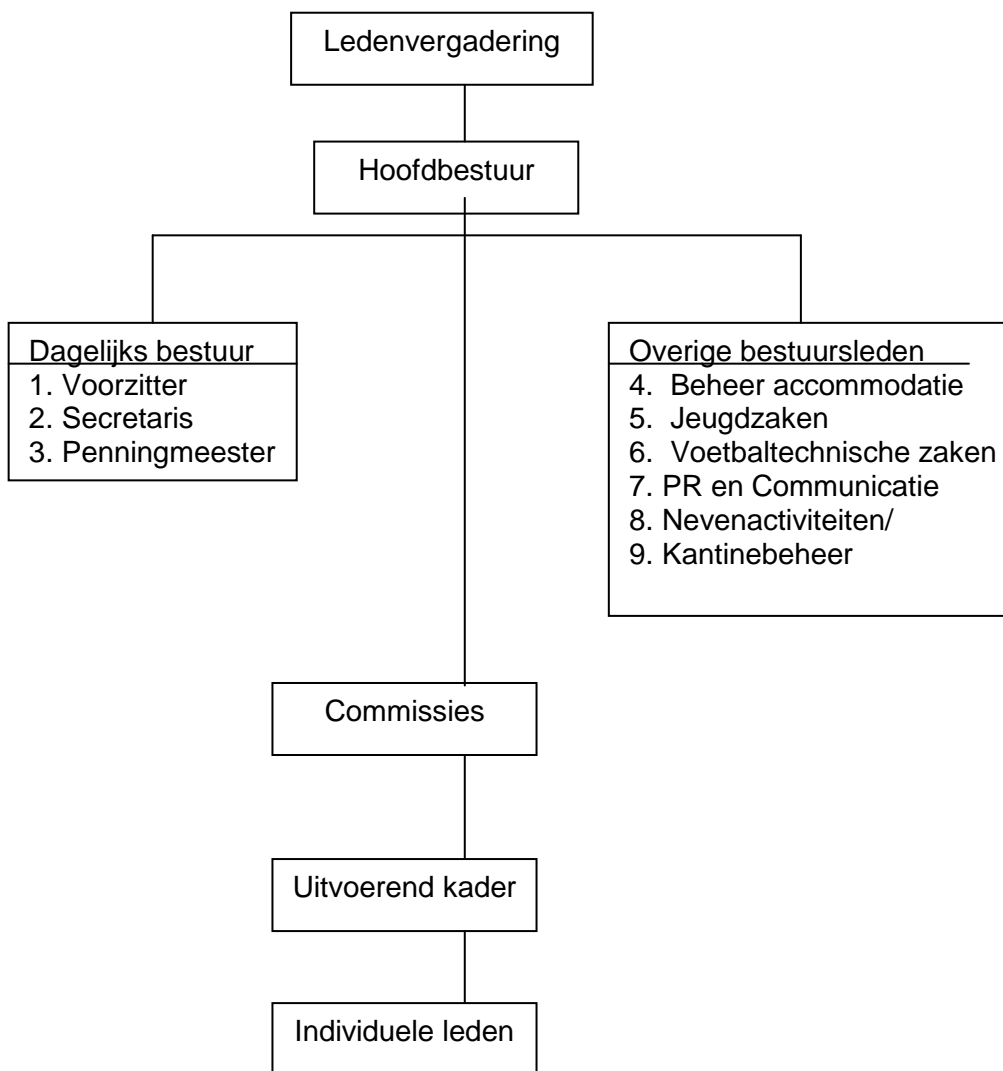 Ledenvergadering
Hoofdbestuur
Dagelijks bestuur
1. Voorzitter
2. Secretaris
3. Penningmeester
Overige bestuursleden
4. Beheer accommodatie
5. Jeugdzaken
6. Voetbaltechnische zaken
7. PR en Communicatie
8. Nevenactiviteiten/
9. Kantinebeheer
Commissies
Uitvoerend kader
Individuele leden